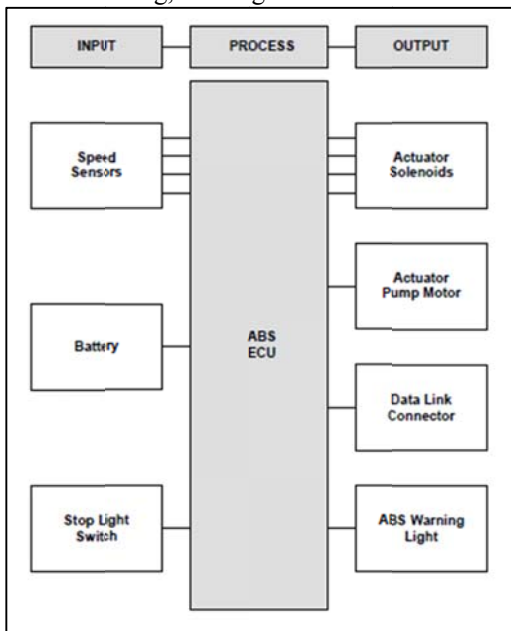 INPUT PROCESS OUTPUT
Speed
Sensors
Actuator
Solenoids
Actuator
Pump Motor
Battery
ABS
ECU
Data Link
Connector
Stop Light
Switch
ABS Warning
Light